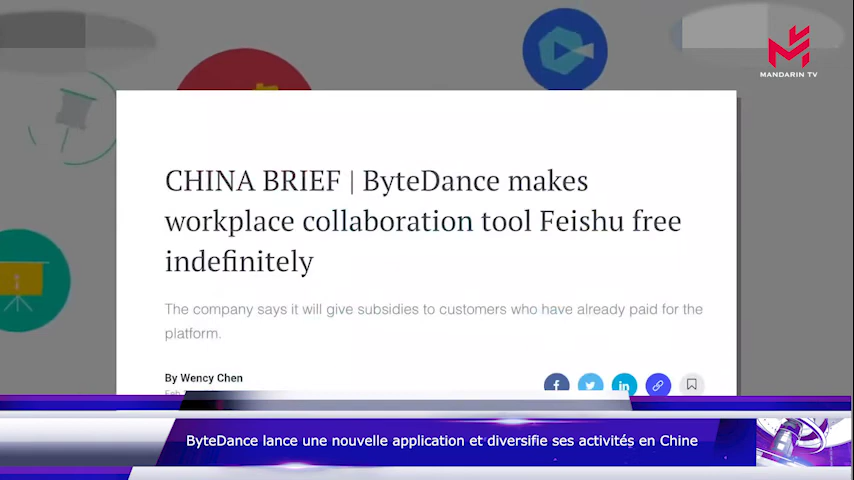 MANDARIN TV
CHINA BRIEF | ByteDance makes
workplace collaboration tool Feishu free
indefinitely
The company says it will give subsidies to customers who have already paid for the
platform.
By Wency Chen
ByteDance lance une nouvelle application et diversifie ses activités en Chine